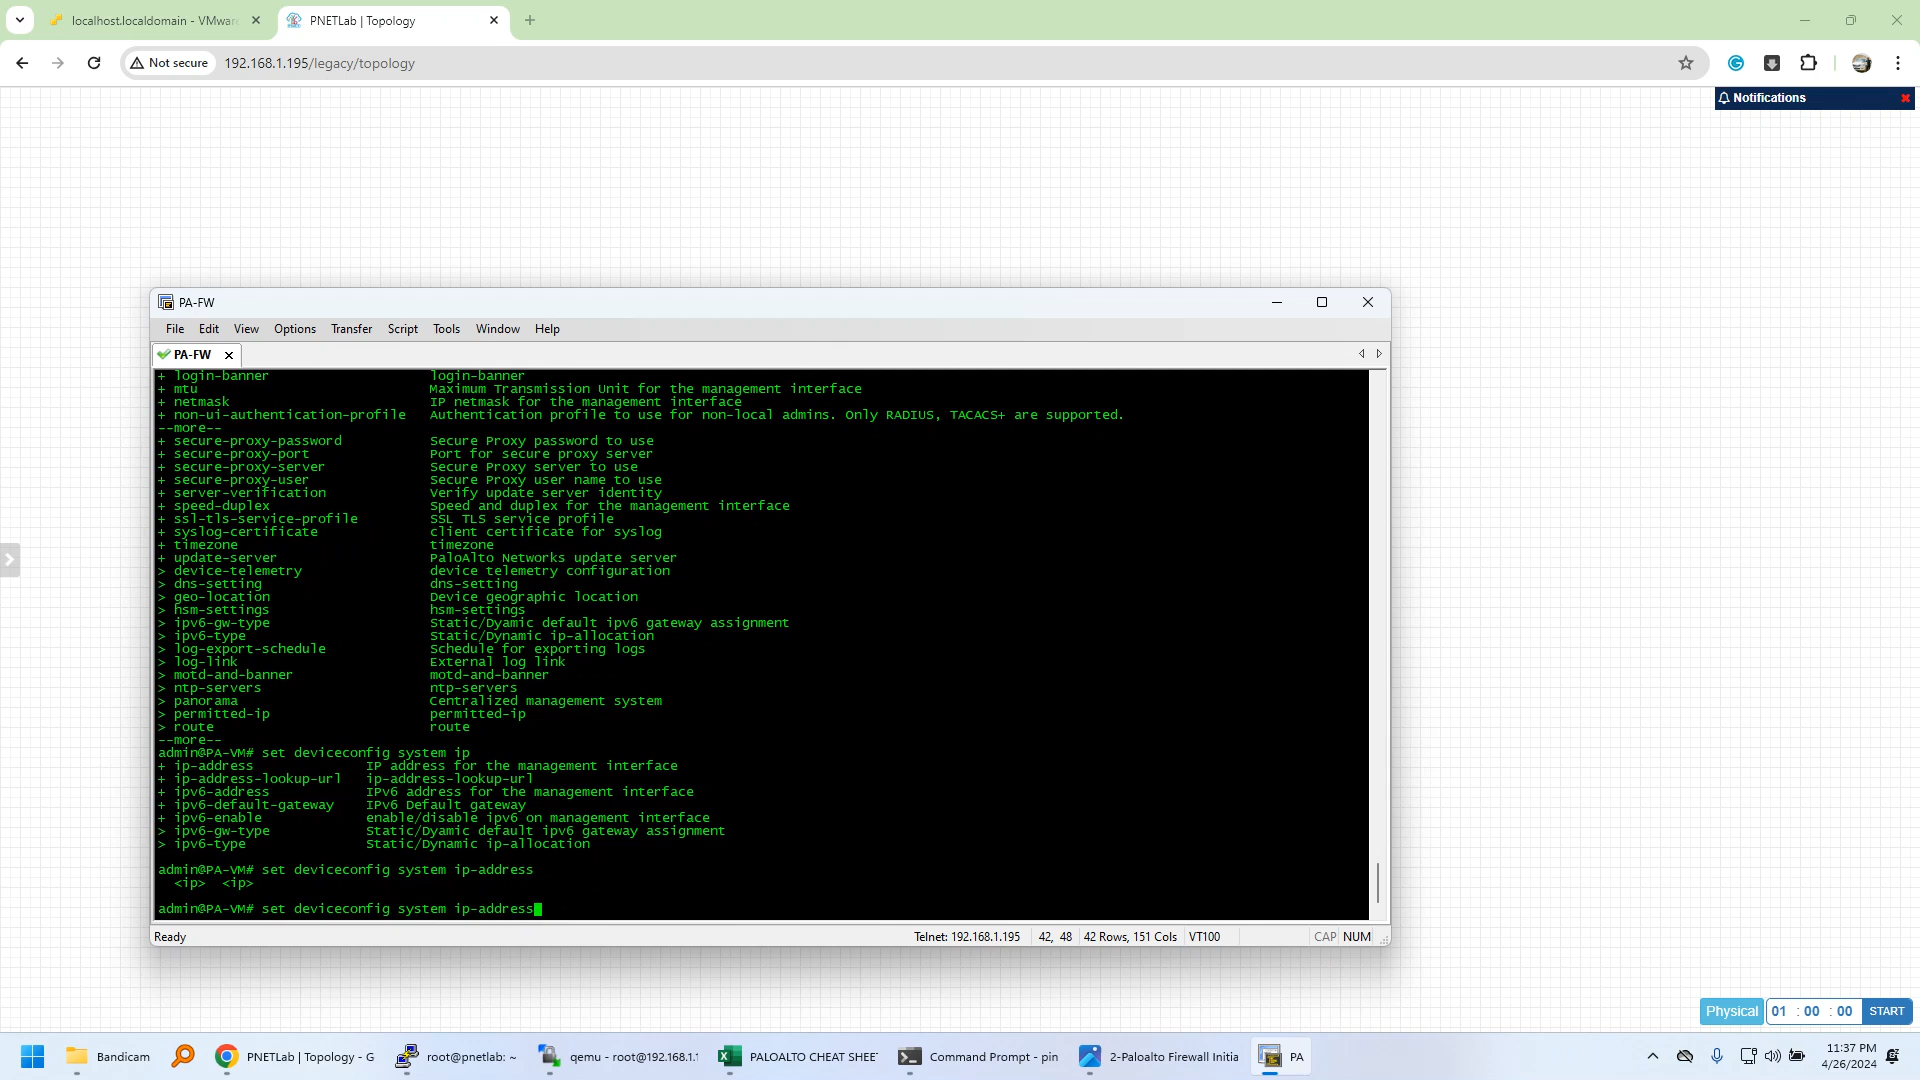 localhost.localdomain - VMwar
PNETLab | Topology
Not secure
192.168.1.195/legacy/topology
Notifications
PA-FW
File Edit View Options Transfer Script Tools Window Help
PA-FW
+ login-banner login-banner
+ mtu Maximum Transmission Unit for the management interface
+ netmask IP netmask for the management interface
+ non-ui-authentication-profile Authentication profile to use for non-local admins. Only RADIUS, TACACS+ are supported.
--more--
+ secure-proxy-password Secure Proxy password to use
+ secure-proxy-port Port for secure proxy server
+ secure-proxy-server Secure Proxy server to use
+ secure-proxy-user Secure Proxy user name to use
+ server-verification Verify update server identity
+ speed-duplex Speed and duplex for the management interface
+ ssl-tls-service-profile SSL TLS service profile
+ syslog-certificate client certificate for syslog
+ timezone timezone
+ update-server PaloAlto Networks update server
> device-telemetry device telemetry configuration
> dns-setting dns-setting
> geo-location Device geographic location
> hsm-settings hsm-settings
> ipv6-gw-type Static/Dyamic default ipv6 gateway assignment
> ipv6-type Static/Dynamic ip-allocation
> log-export-schedule Schedule for exporting logs
> log-link External log link
> motd-and-banner motd-and-banner
> ntp-servers ntp-servers
> panorama Centralized management system
> permitted-ip permitted-ip
> route route
--more--
admin@PA-VM# set deviceconfig system ip
+ ip-address IP address for the management interface
+ ip-address-lookup-url ip-address-lookup-url
+ ipv6-address IPv6 address for the management interface
+ ipv6-default-gateway IPv6 Default gateway
+ ipv6-enable enable/disable ipv6 on management interface
> ipv6-gw-type Static/Dyamic default ipv6 gateway assignment
> ipv6-type Static/Dynamic ip-allocation
admin@PA-VM# set deviceconfig system ip-address
<ip> <ip>
admin@PA-VM# set deviceconfig system ip-address
Ready
Telnet: 192.168.1.195 42, 48 42 Rows, 151 Cols VT100 CAP NUM
Physical 01 : 00 : 00 START
Bandicam
PNETLab | Topology - G
root@pnetlab: ~
qemu - root@192.168.1.1
PALOALTO CHEAT SHEE
Command Prompt - pin
2-Paloalto Firewall Initia
PA
11:37 PM
4/26/2024